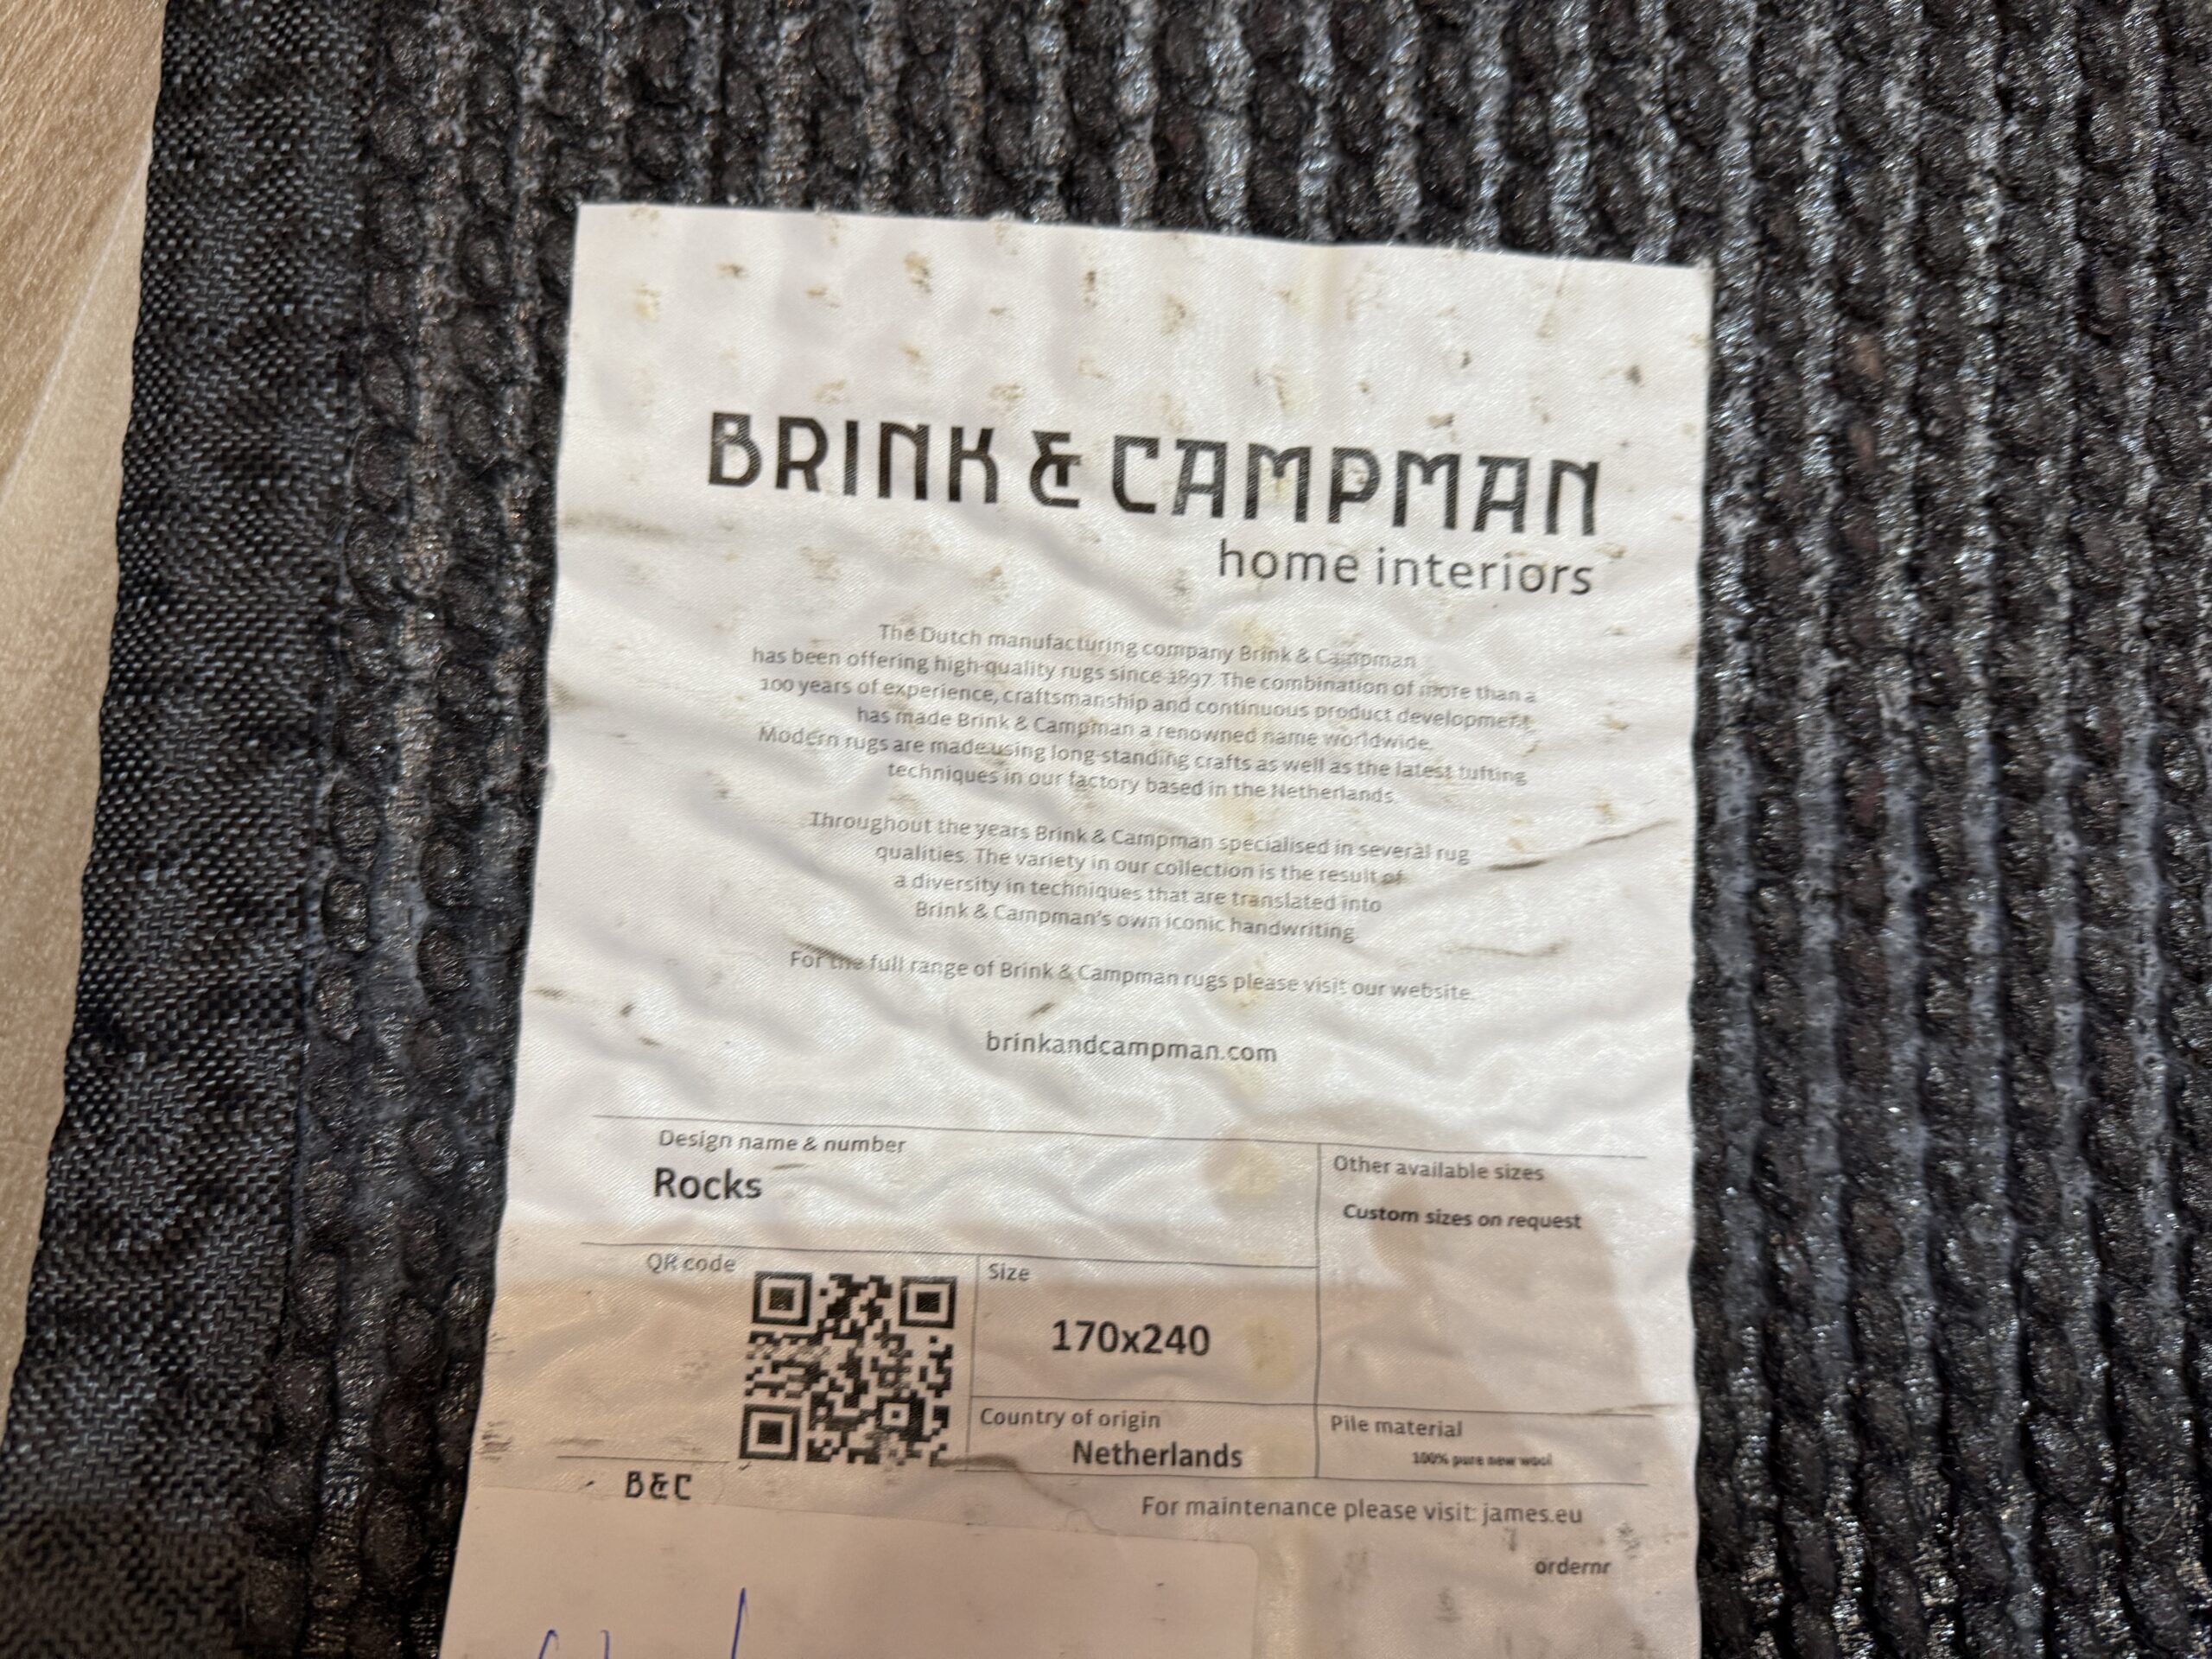 BRINK & CAMPMAN
home interiors
The Dutch manufacturing company Brink & Campman
has been offering high-quality rugs since 1897. The combination of more than a
100 years of experience, craftsmanship and continuous product development,
has made Brink & Campman a renowned name worldwide.
Modern rugs are made using long-standing crafts as well as the latest tufting
techniques in our factory based in the Netherlands.
Throughout the years Brink & Campman specialised in several rug
qualities. The variety in our collection is the result of
a diversity in techniques that are translated into
Brink & Campman's own iconic handwriting.
For the full range of Brink & Campman rugs please visit our website.
brinkandcampman.com
Design name & number
Rocks
Other available sizes
Custom sizes on request
QR code
Size
170x240
Country of origin
Netherlands
Pile material
100% pure new wool
B&C
For maintenance please visit: james.eu
ordernr